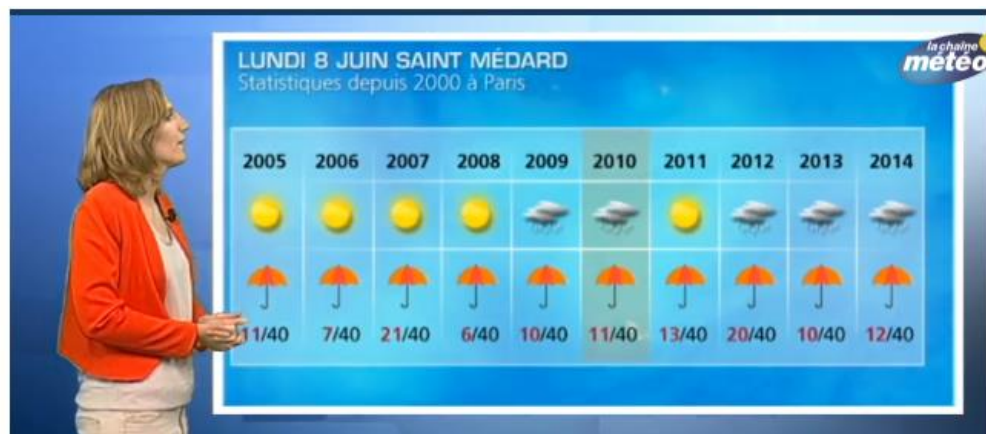 LUNDI 8 JUIN SAINT MÉDARD
Statistiques depuis 2000 à Paris
la chaîne
météo
2005 2006 2007 2008 2009 2010 2011 2012 2013 2014
11/40 7/40 21/40 6/40 10/40 11/40 13/40 20/40 10/40 12/40